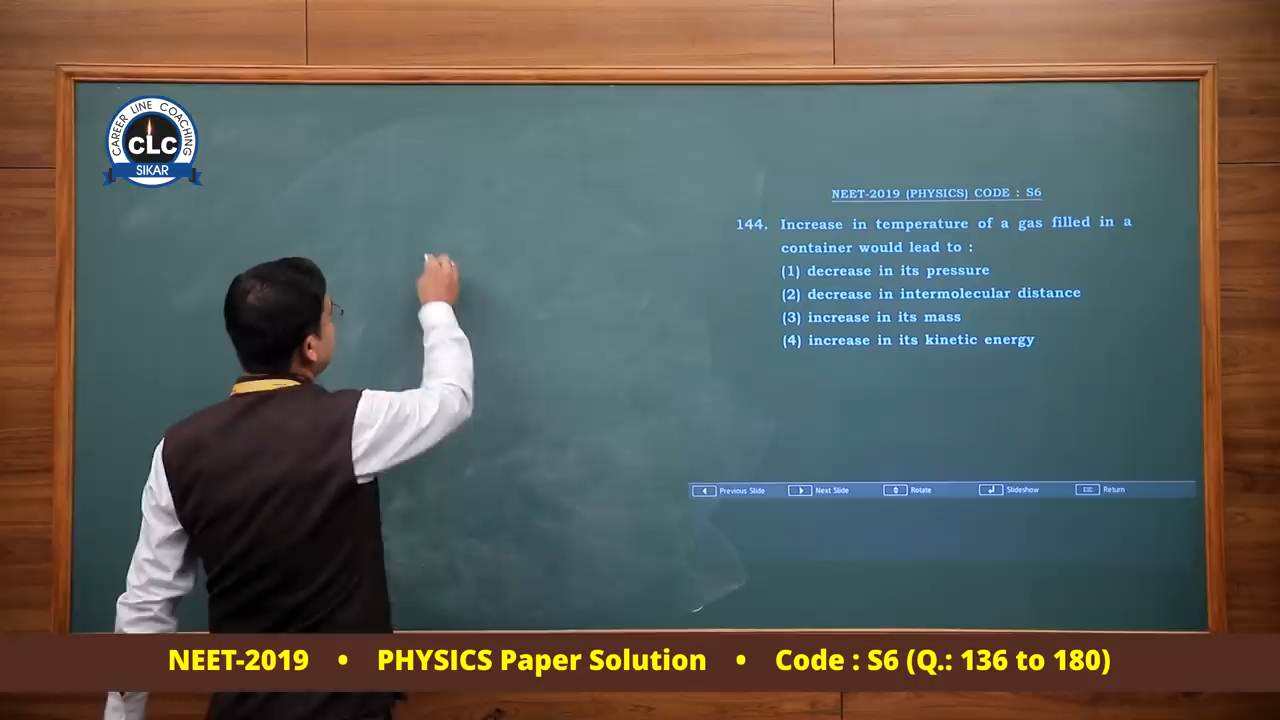 CAREER LINE COACHING
CLC
SIKAR
NEET-2019 (PHYSICS) CODE : S6
144. Increase in temperature of a gas filled in a
container would lead to :
(1) decrease in its pressure
(2) decrease in intermolecular distance
(3) increase in its mass
(4) increase in its kinetic energy
Previous Slide Next Slide Rotate Slideshow ESC Return
NEET-2019 • PHYSICS Paper Solution • Code : S6 (Q.: 136 to 180)